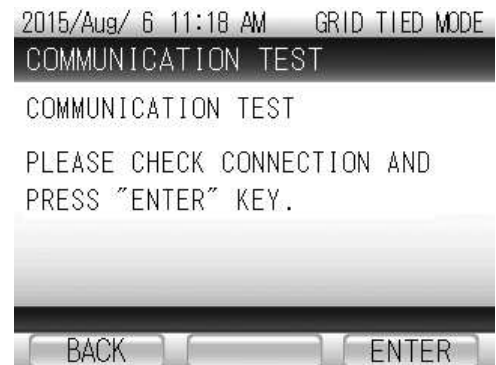 2015/Aug/ 6 11:18 AM GRID TIED MODE
COMMUNICATION TEST
COMMUNICATION TEST
PLEASE CHECK CONNECTION AND
PRESS "ENTER" KEY.
BACK ENTER